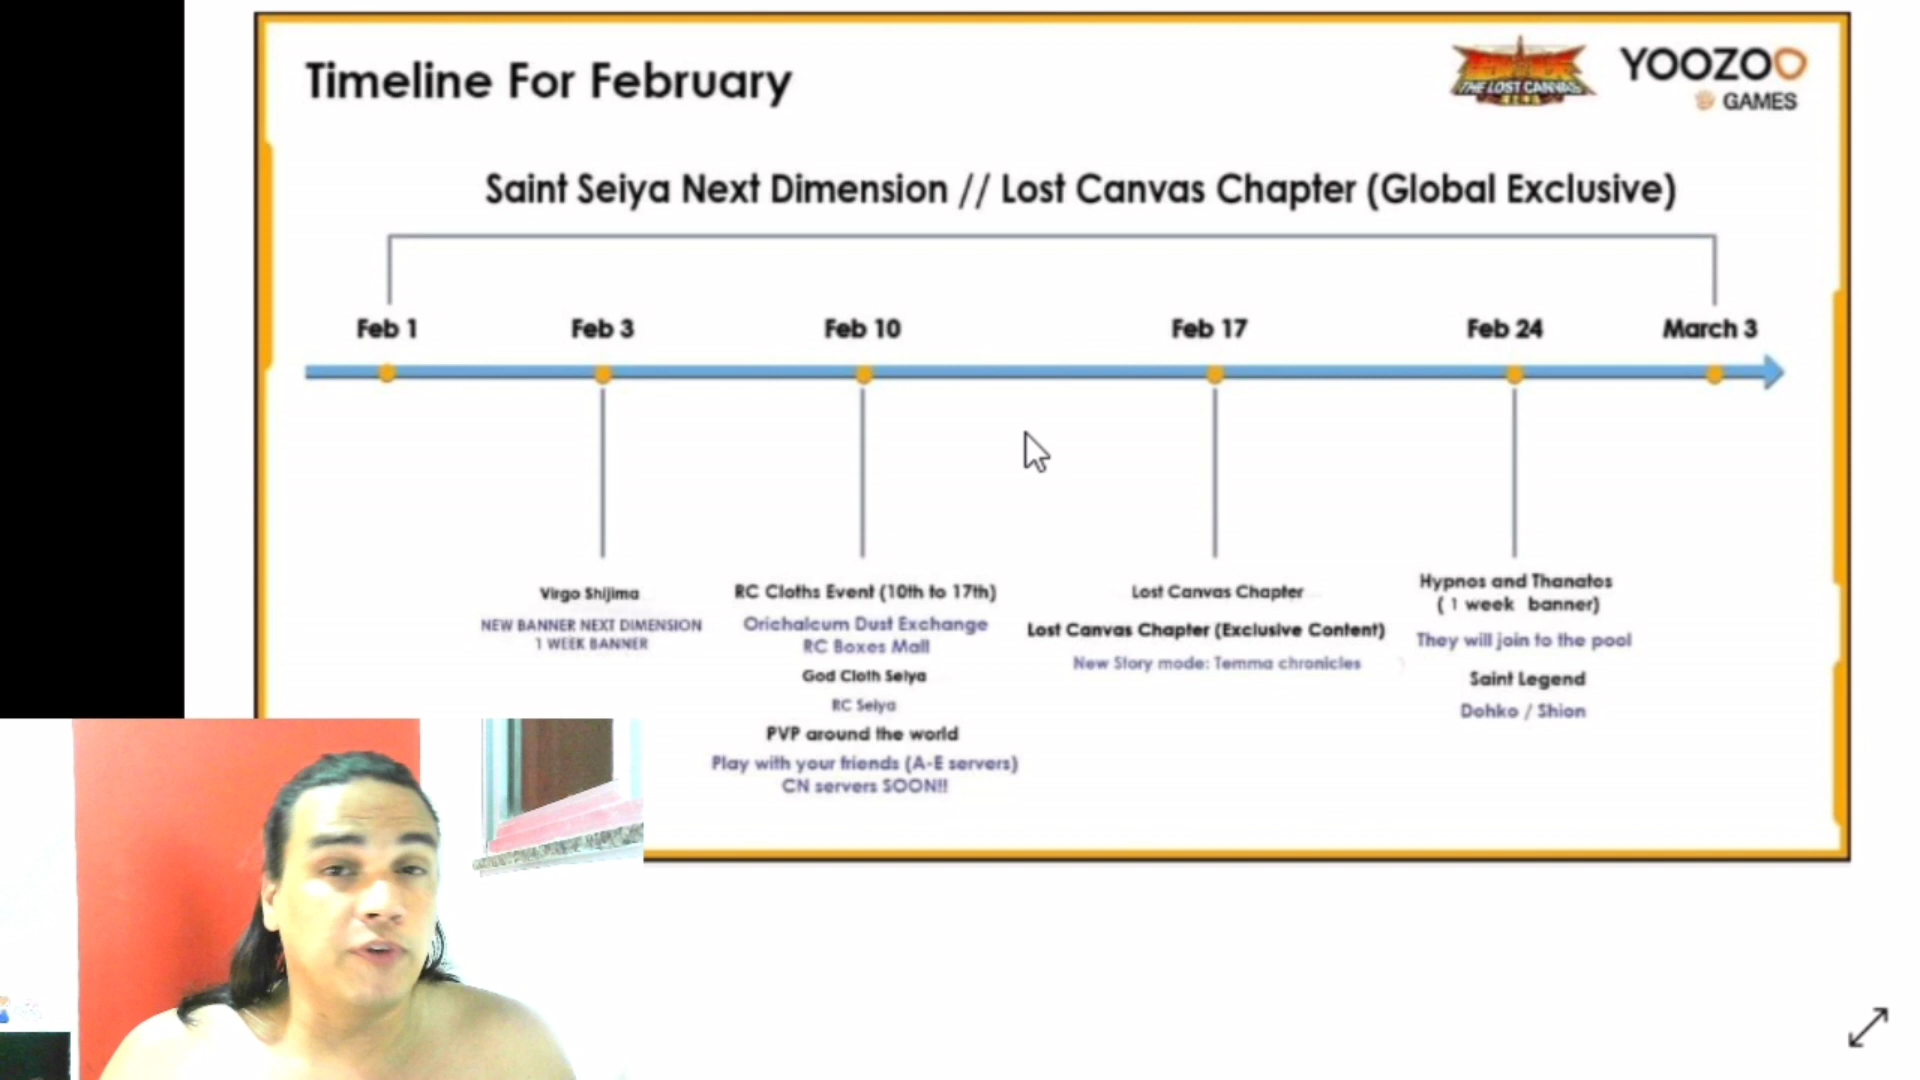 Timeline For February
THE LOST CANVAS
YOOZOO
GAMES
Saint Seiya Next Dimension // Lost Canvas Chapter (Global Exclusive)
Feb 1
Feb 3
Feb 10
Feb 17
Feb 24
March 3
Virgo Shijima
NEW BANNER NEXT DIMENSION
1 WEEK BANNER
RC Cloths Event (10th to 17th)
Orichalcum Dust Exchange
RC Boxes Mall
God Cloth Seiya
RC Seiya
PVP around the world
Play with your friends (A-E servers)
CN servers SOON!!
Lost Canvas Chapter
Lost Canvas Chapter (Exclusive Content)
New Story mode: Temma chronicles
Hypnos and Thanatos
( 1 week banner)
They will join to the pool
Saint Legend
Dohko / Shion